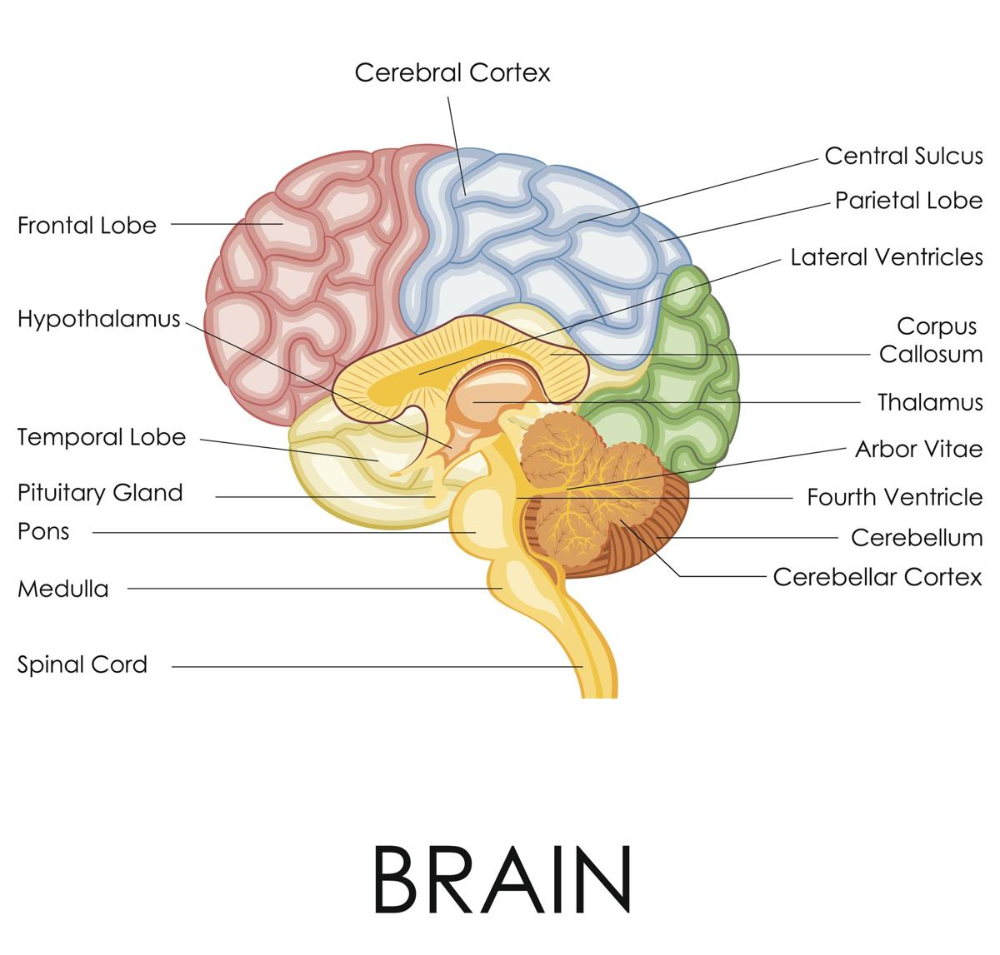 Cerebral Cortex
Central Sulcus
Parietal Lobe
Frontal Lobe
Lateral Ventricles
Hypothalamus
Corpus
Callosum
Thalamus
Temporal Lobe
Arbor Vitae
Pituitary Gland
Fourth Ventricle
Pons
Cerebellum
Cerebellar Cortex
Medulla
Spinal Cord
BRAIN